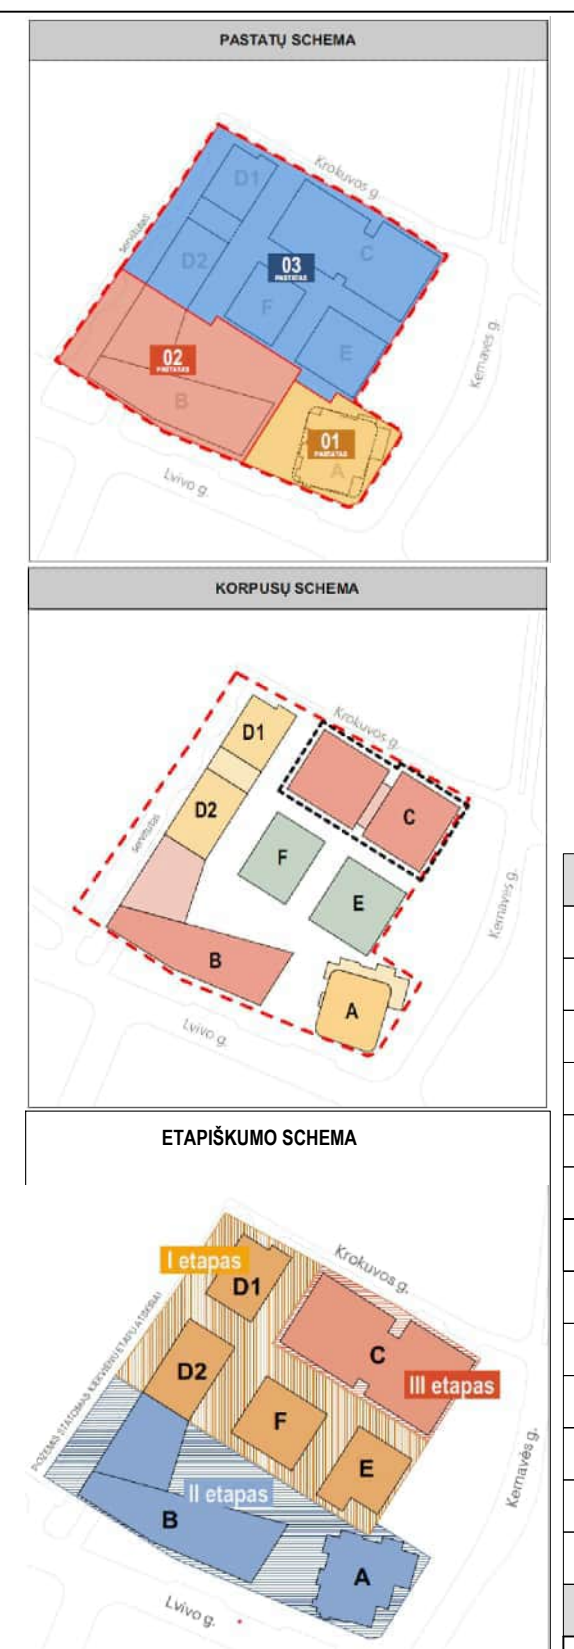 PASTATŲ SCHEMA
Krokuvos g.
D1
servitutas
C
D2
03
PASTATAS
F
Kernavės g.
02
PASTATAS
E
B
01
PASTATAS
A
Lvivo g.
KORPUSŲ SCHEMA
Krokuvos g.
D1
D2
C
servitutas
F
E
Kernavės g.
B
A
Lvivo g.
ETAPIŠKUMO SCHEMA
I etapas
Krokuvos g.
D1
C
D2
III etapas
F
E
Kernavės g.
II etapas
B
A
Lvivo g.